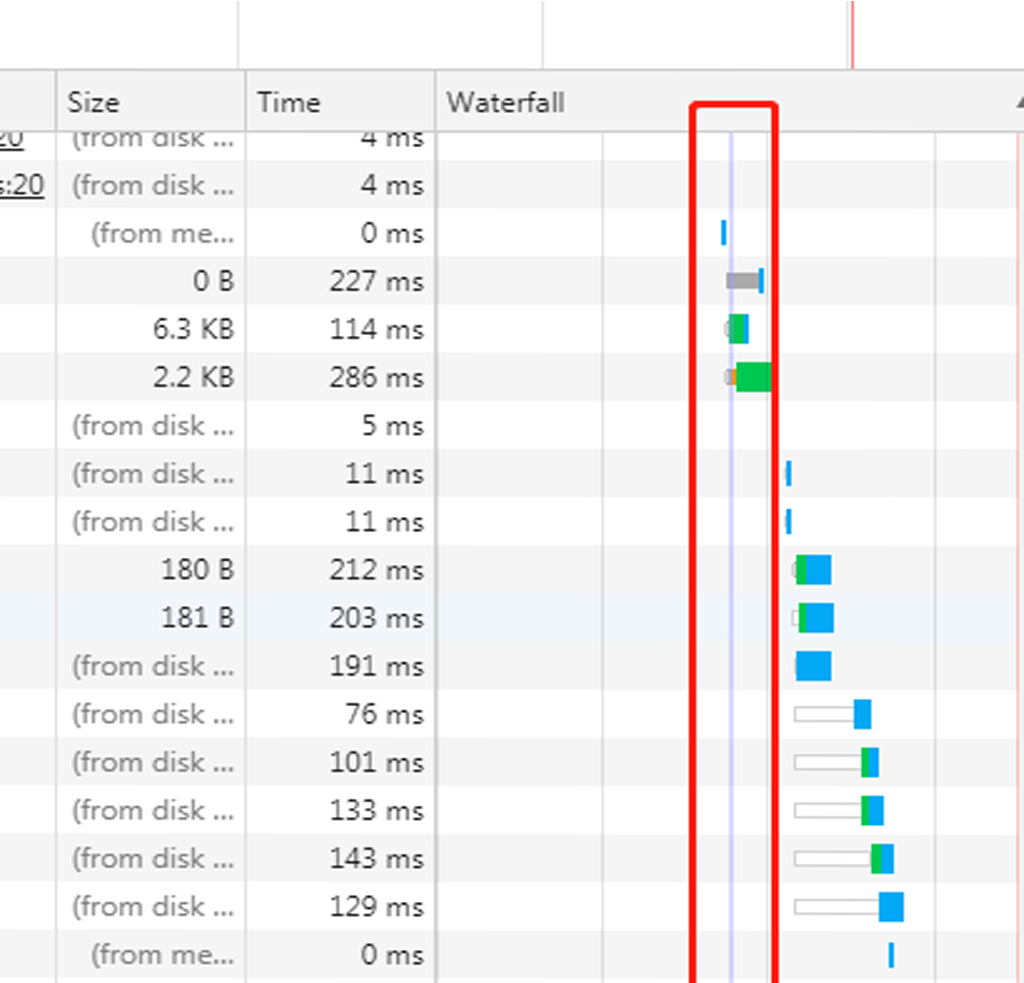 Size Time Waterfall
20 (from disk ... 4 ms
s:20 (from disk ... 4 ms
(from me... 0 ms
0 B 227 ms
6.3 KB 114 ms
2.2 KB 286 ms
(from disk ... 5 ms
(from disk ... 11 ms
(from disk ... 11 ms
180 B 212 ms
181 B 203 ms
(from disk ... 191 ms
(from disk ... 76 ms
(from disk ... 101 ms
(from disk ... 133 ms
(from disk ... 143 ms
(from disk ... 129 ms
(from me... 0 ms